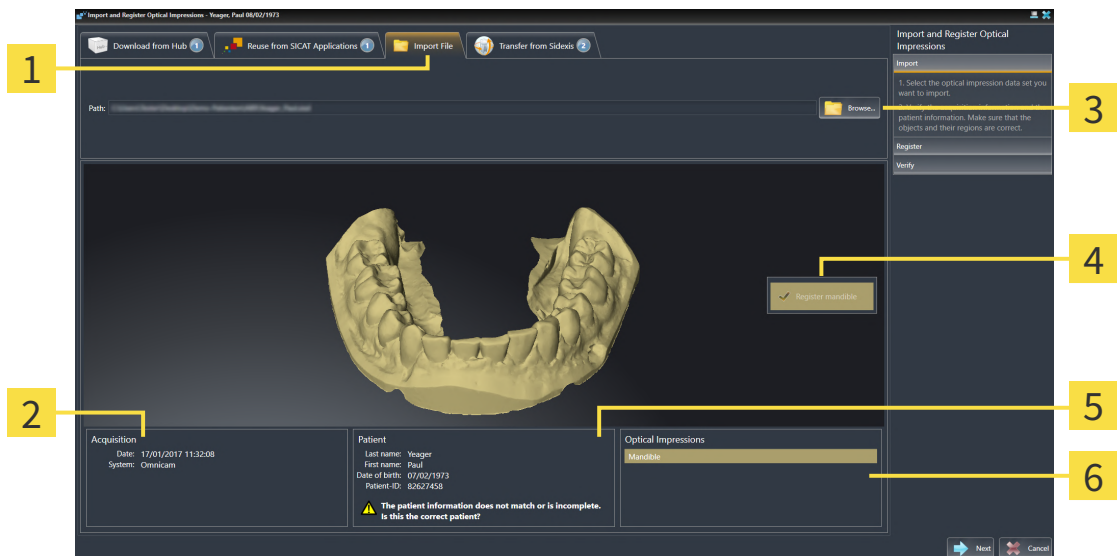 Import and Register Optical Impressions - Yeager, Paul 08/02/1973
Download from Hub 1
Reuse from SICAT Applications 1
Import File
Transfer from Sidexis 2
Import and Register Optical
Impressions
Import
1. Select the optical impression data set you
want to import.
patient information. Make sure that the
objects and their regions are correct.
Register
Verify
1
Path:
Browse...
3
4
Register mandible
2
5
6
Acquisition
Date: 17/01/2017 11:32:08
System: Omnicam
Patient
Last name: Yeager
First name: Paul
Date of birth: 07/02/1973
Patient-ID: 82627458
The patient information does not match or is incomplete.
Is this the correct patient?
Optical Impressions
Mandible
Next
Cancel